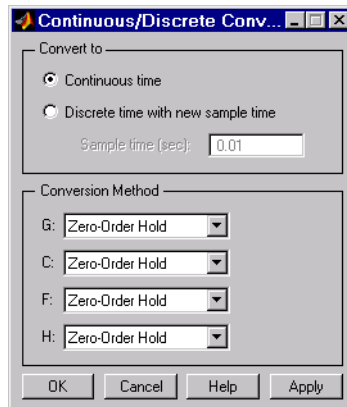 Continuous/Discrete Conv...
Convert to
Continuous time
Discrete time with new sample time
Sample time (sec): 0.01
Conversion Method
G: Zero-Order Hold
C: Zero-Order Hold
F: Zero-Order Hold
H: Zero-Order Hold
OK Cancel Help Apply